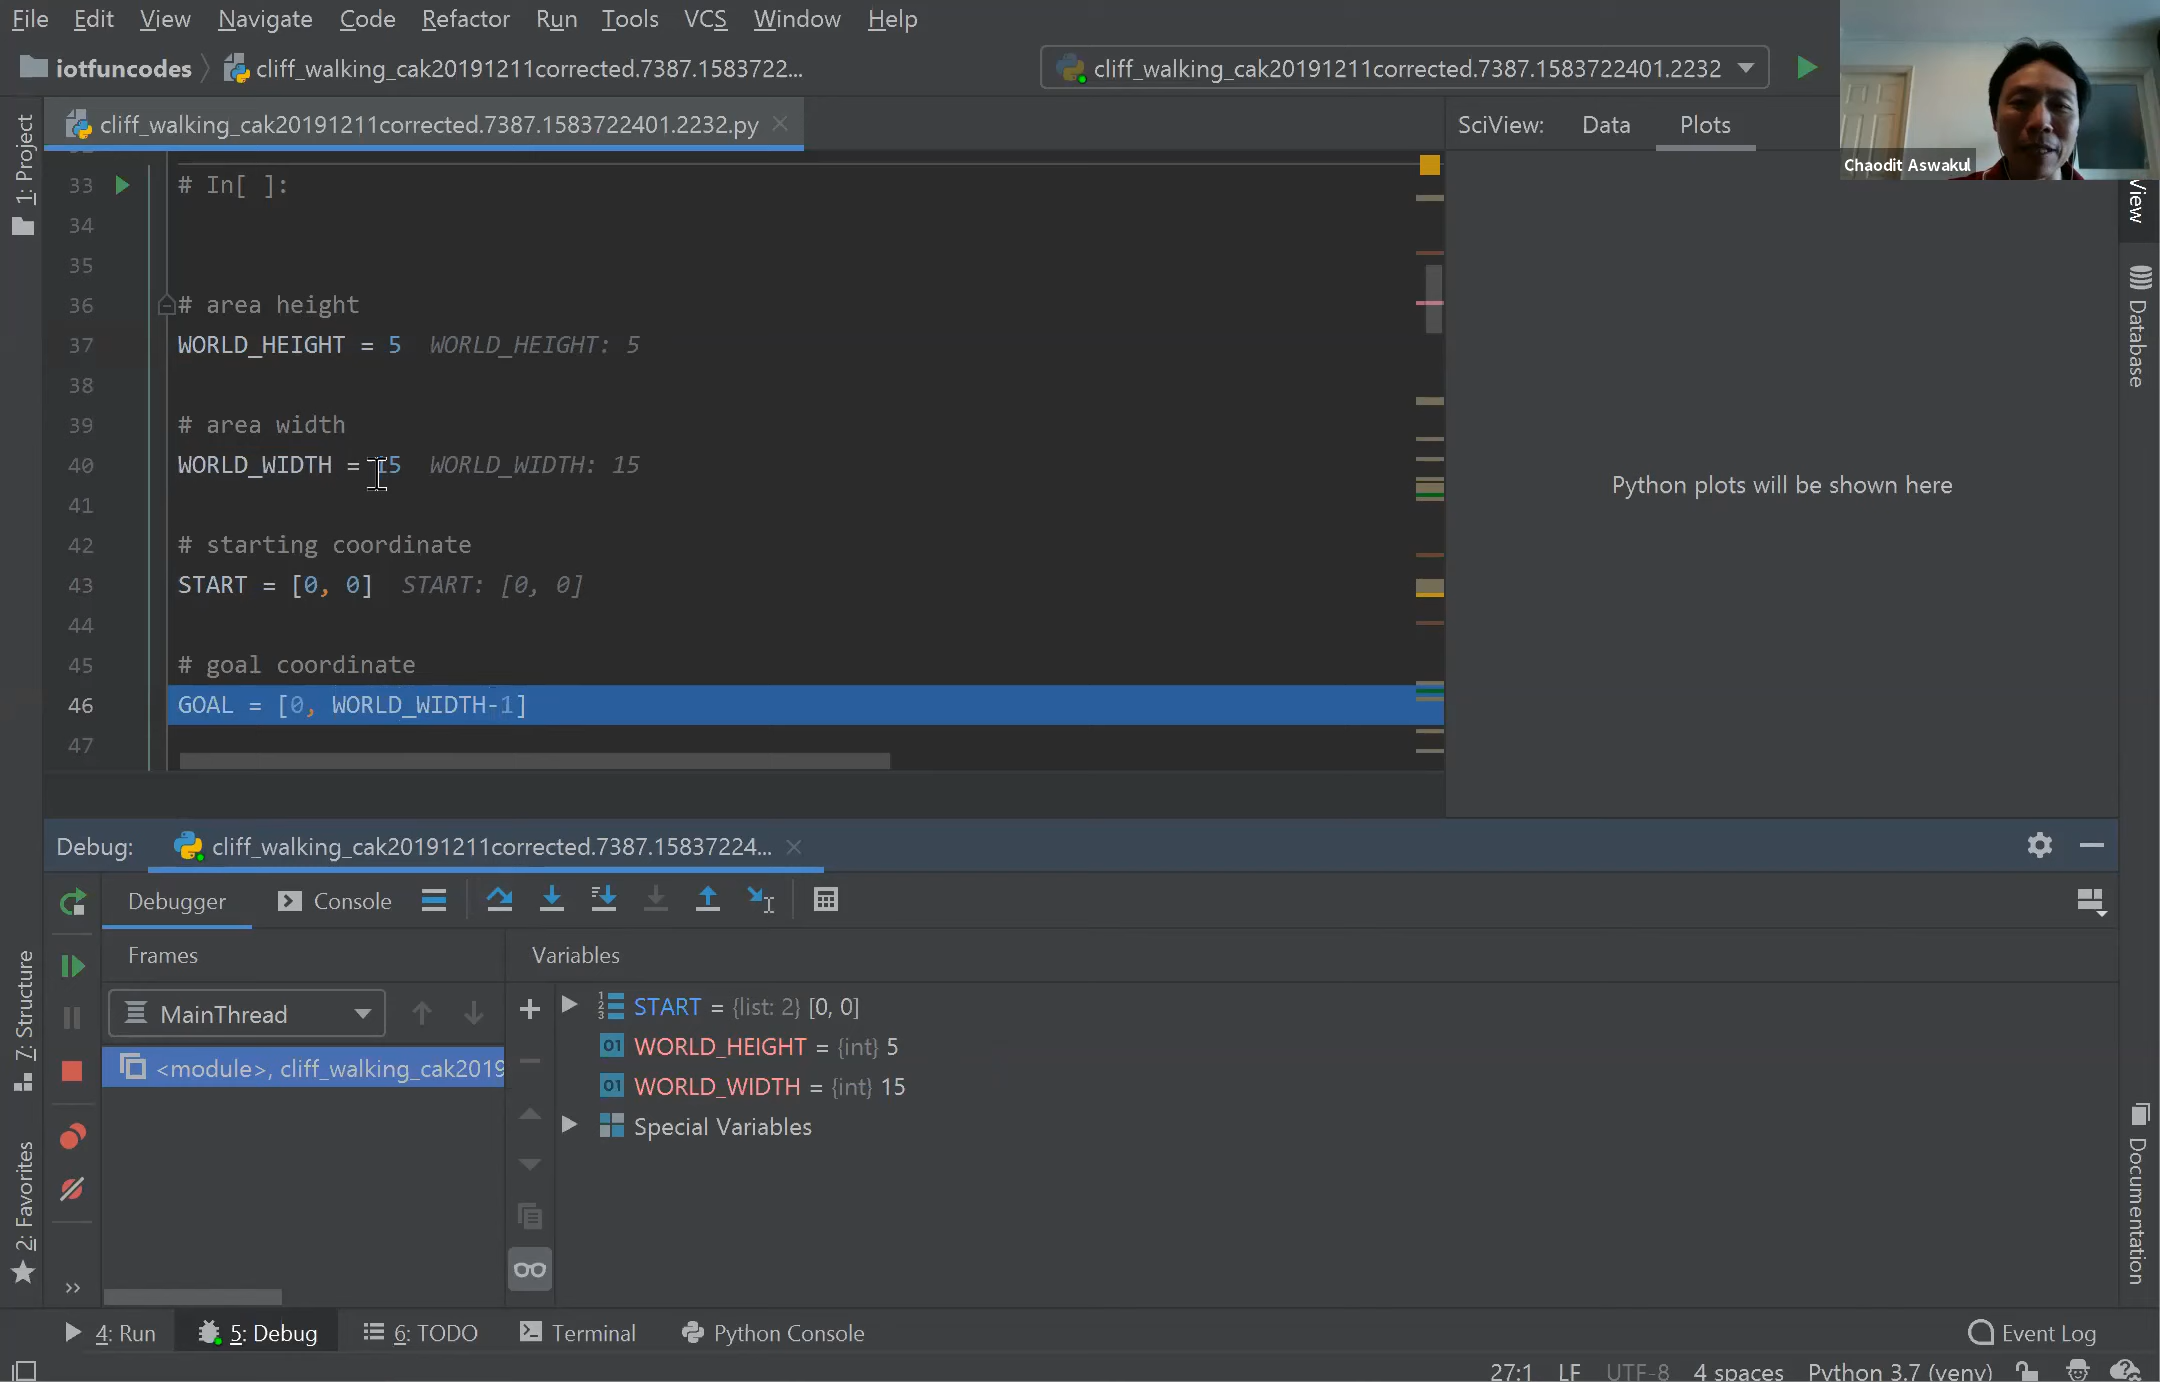 File Edit View Navigate Code Refactor Run Tools VCS Window Help
iotfuncodes cliff_walking_cak20191211corrected.7387.1583722... cliff_walking_cak20191211corrected.7387.1583722401.2232
cliff_walking_cak20191211corrected.7387.1583722401.2232.py
SciView: Data Plots
Chaodit Aswakul
1: Project
33 # In[ ]:
34
35
36 # area height
37 WORLD_HEIGHT = 5 WORLD_HEIGHT: 5
38
39 # area width
40 WORLD_WIDTH = 15 WORLD_WIDTH: 15
41
42 # starting coordinate
43 START = [0, 0] START: [0, 0]
44
45 # goal coordinate
46 GOAL = [0, WORLD_WIDTH-1]
47
Python plots will be shown here
View
Database
Debug: cliff_walking_cak20191211corrected.7387.15837224...
Debugger Console
Frames Variables
MainThread
<module>, cliff_walking_cak2019
START = {list: 2} [0, 0]
01 WORLD_HEIGHT = {int} 5
01 WORLD_WIDTH = {int} 15
Special Variables
7: Structure
2: Favorites
Documentation
4: Run 5: Debug 6: TODO Terminal Python Console Event Log
27:1 LF UTF-8 4 spaces Python 3.7 (venv)